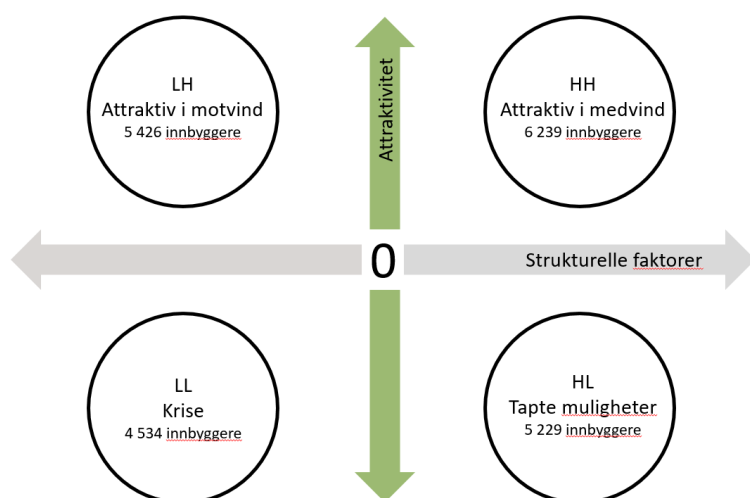 LH
Attraktiv i motvind
5 426 innbyggere
Attraktivitet
HH
Attraktiv i medvind
6 239 innbyggere
0
Strukturelle faktorer
LL
Krise
4 534 innbyggere
HL
Tapte muligheter
5 229 innbyggere